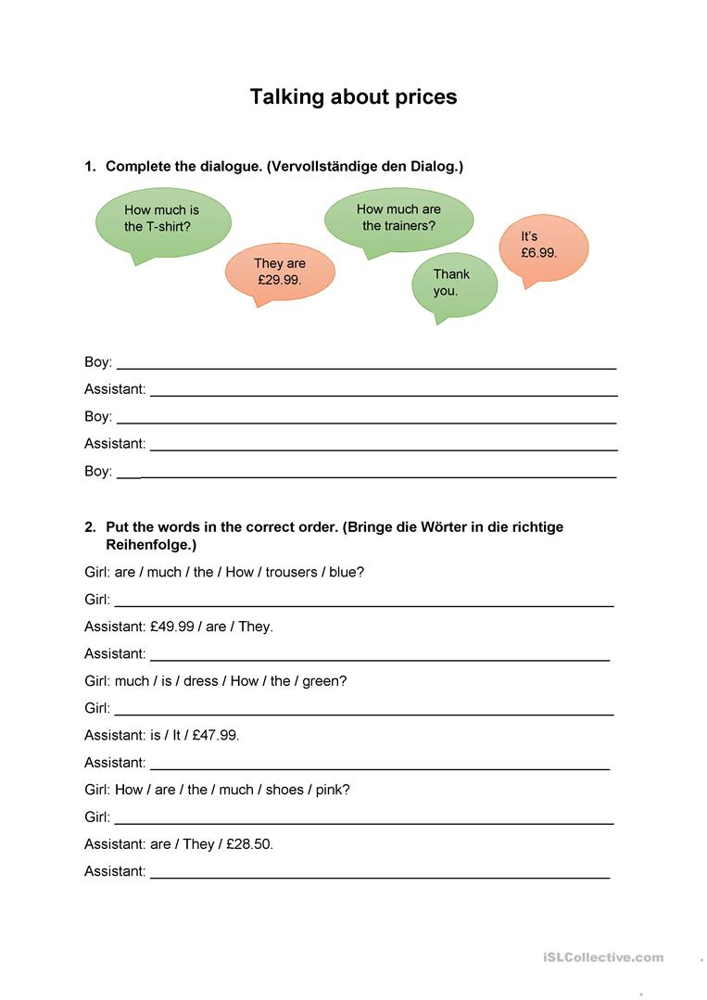 Talking about prices
1. Complete the dialogue. (Vervollständige den Dialog.)
How much is
the T-shirt?
They are
£29.99.
How much are
the trainers?
Thank
you.
It's
£6.99.
Boy:
Assistant:
Boy:
Assistant:
Boy:
2. Put the words in the correct order. (Bringe die Wörter in die richtige
Reihenfolge.)
Girl: are / much / the / How / trousers / blue?
Girl:
Assistant: £49.99 / are / They.
Assistant:
Girl: much / is / dress / How / the / green?
Girl:
Assistant: is / It / £47.99.
Assistant:
Girl: How / are / the / much / shoes / pink?
Girl:
Assistant: are / They / £28.50.
Assistant:
iSLCollective.com